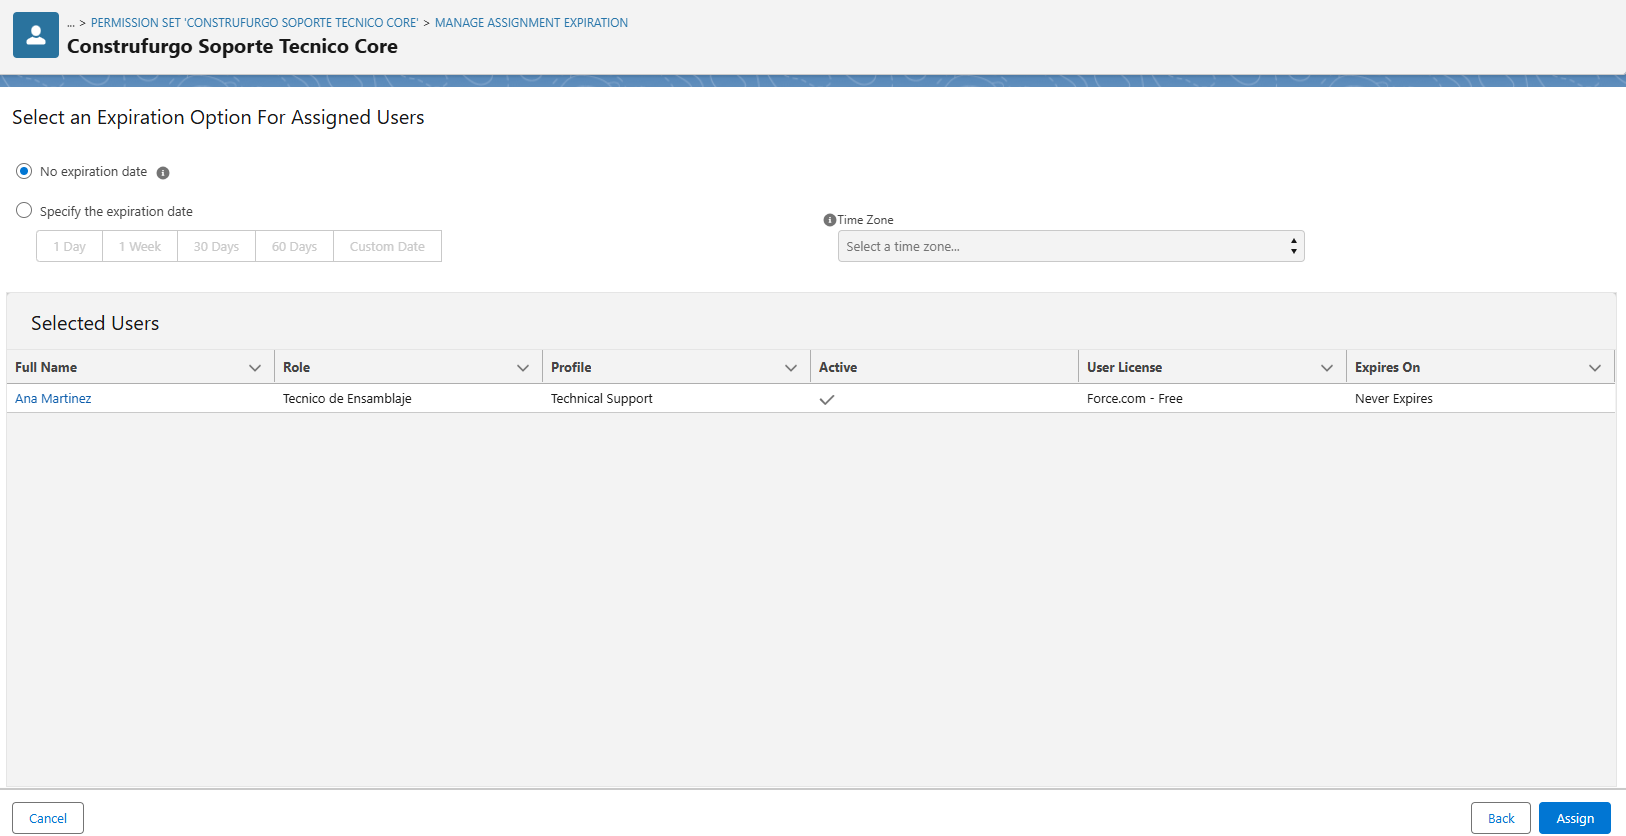 ... > PERMISSION SET 'CONSTRUFURGO SOPORTE TECNICO CORE' > MANAGE ASSIGNMENT EXPIRATION
Construfurgo Soporte Tecnico Core
Select an Expiration Option For Assigned Users
No expiration date
Specify the expiration date
1 Day 1 Week 30 Days 60 Days Custom Date
Time Zone
Select a time zone...
Selected Users
Full Name Role Profile Active User License Expires On
Ana Martinez Tecnico de Ensamblaje Technical Support Force.com - Free Never Expires
Cancel Back Assign